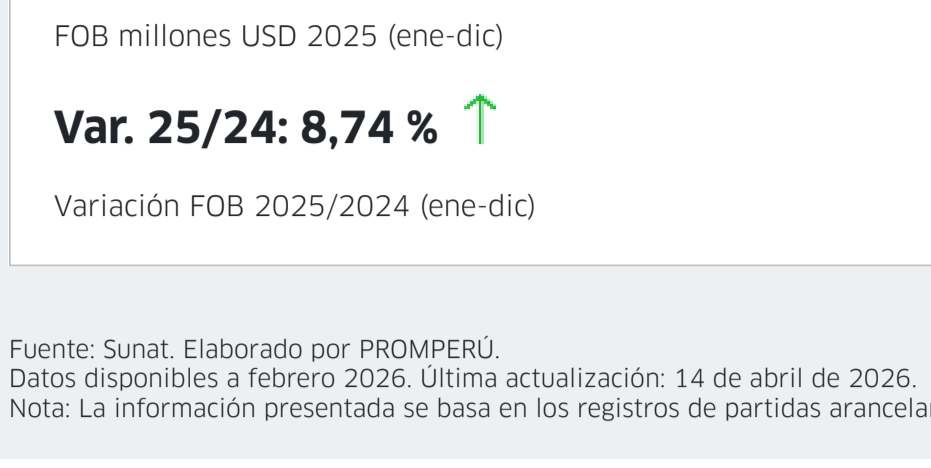 FOB millones USD 2025 (ene-dic)
Var. 25/24: 8,74 %
Variación FOB 2025/2024 (ene-dic)
Fuente: Sunat. Elaborado por PROMPERÚ.
Datos disponibles a febrero 2026. Última actualización: 14 de abril de 2026.
Nota: La información presentada se basa en los registros de partidas